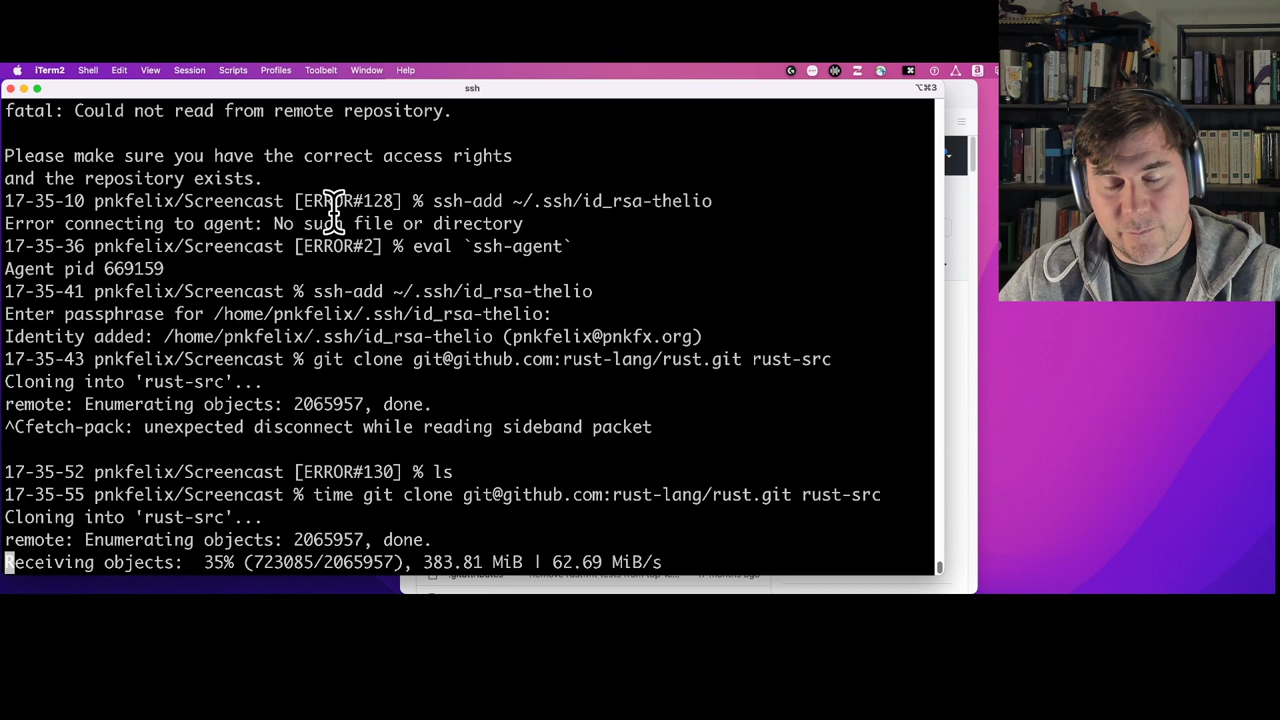 iTerm2 Shell Edit View Session Scripts Profiles Toolbelt Window Help
ssh
⌥⌘3
fatal: Could not read from remote repository.
Please make sure you have the correct access rights
and the repository exists.
17-35-10 pnkfelix/Screencast [ERROR#128] % ssh-add ~/.ssh/id_rsa-thelio
Error connecting to agent: No such file or directory
17-35-36 pnkfelix/Screencast [ERROR#2] % eval `ssh-agent`
Agent pid 669159
17-35-41 pnkfelix/Screencast % ssh-add ~/.ssh/id_rsa-thelio
Enter passphrase for /home/pnkfelix/.ssh/id_rsa-thelio:
Identity added: /home/pnkfelix/.ssh/id_rsa-thelio (pnkfelix@pnkfx.org)
17-35-43 pnkfelix/Screencast % git clone git@github.com:rust-lang/rust.git rust-src
Cloning into 'rust-src'...
remote: Enumerating objects: 2065957, done.
^Cfetch-pack: unexpected disconnect while reading sideband packet
17-35-52 pnkfelix/Screencast [ERROR#130] % ls
17-35-55 pnkfelix/Screencast % time git clone git@github.com:rust-lang/rust.git rust-src
Cloning into 'rust-src'...
remote: Enumerating objects: 2065957, done.
Receiving objects:  35% (723085/2065957), 383.81 MiB | 62.69 MiB/s